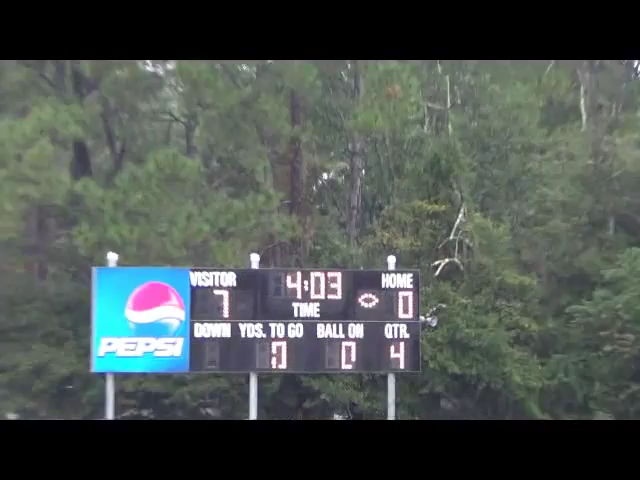 VISITOR 4:03 HOME
7 TIME 0
DOWN YDS. TO GO BALL ON QTR.
0 0 4
PEPSI